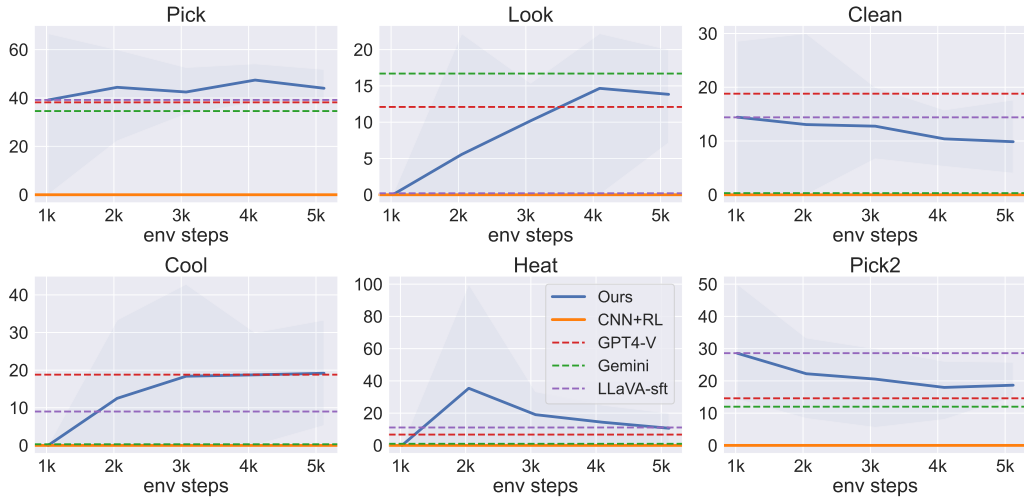 Pick
60
40
20
0
1k 2k 3k 4k 5k
env steps
Look
20
15
10
5
0
1k 2k 3k 4k 5k
env steps
Clean
30
20
10
0
1k 2k 3k 4k 5k
env steps
Cool
40
30
20
10
0
1k 2k 3k 4k 5k
env steps
Heat
100
80
60
40
20
0
Ours
CNN+RL
GPT4-V
Gemini
LLaVA-sft
1k 2k 3k 4k 5k
env steps
Pick2
50
40
30
20
10
0
1k 2k 3k 4k 5k
env steps